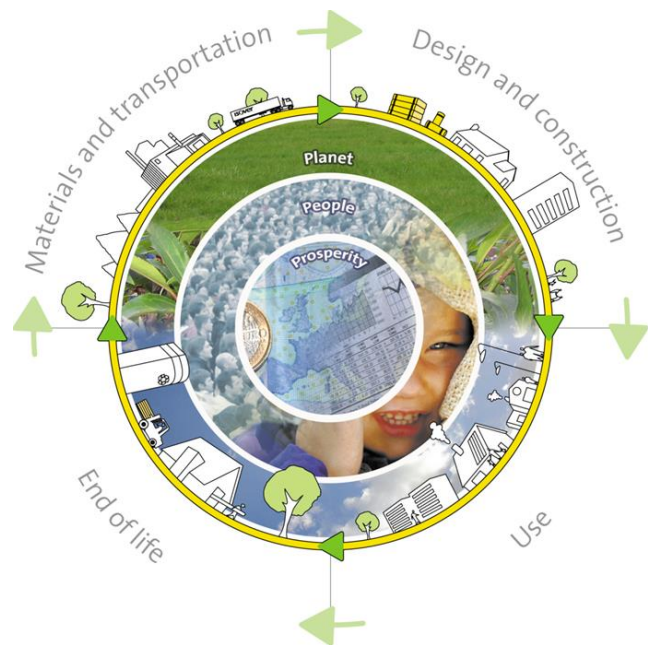 Materials and transportation
Design and construction
Planet
People
Prosperity
End of life
Use